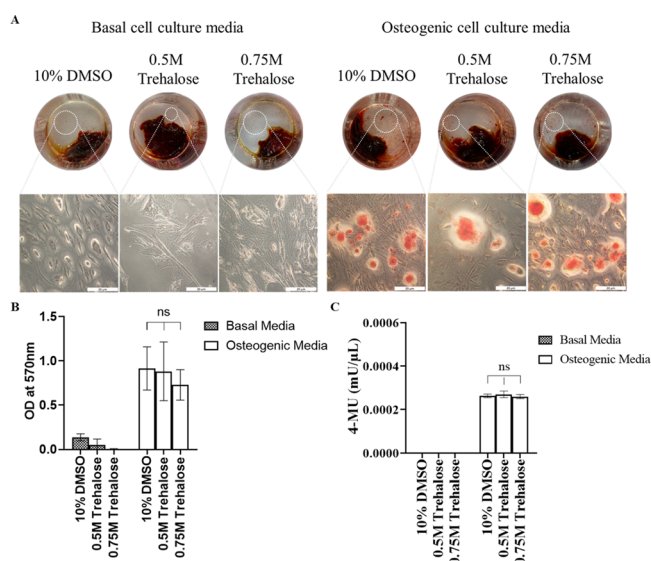 A
Basal cell culture media
Osteogenic cell culture media
10% DMSO
0.5M
Trehalose
0.75M
Trehalose
10% DMSO
0.5M
Trehalose
0.75M
Trehalose
B
OD at 570nm
1.5
1.0
0.5
0.0
ns
Basal Media
Osteogenic Media
10% DMSO
0.5M Trehalose
0.75M Trehalose
10% DMSO
0.5M Trehalose
0.75M Trehalose
C
4-MU (mU/µL)
0.0006
0.0004
0.0002
0.0000
ns
Basal Media
Osteogenic Media
10% DMSO
0.5M Trehalose
0.75M Trehalose
10% DMSO
0.5M Trehalose
0.75M Trehalose